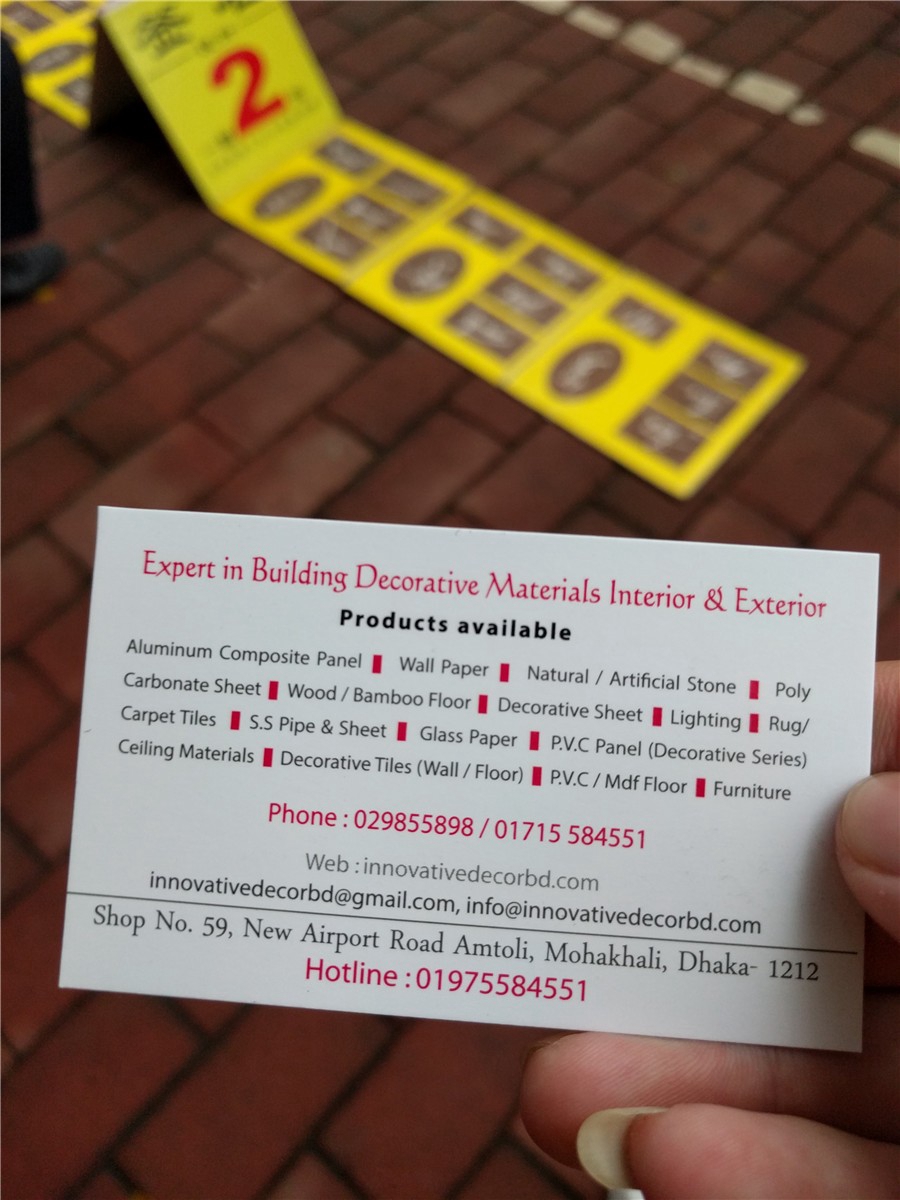 2
Expert in Building Decorative Materials Interior & Exterior
Products available
Aluminum Composite Panel ▮ Wall Paper ▮ Natural / Artificial Stone ▮ Poly
Carbonate Sheet ▮ Wood / Bamboo Floor ▮ Decorative Sheet ▮ Lighting ▮ Rug/
Carpet Tiles ▮ S.S Pipe & Sheet ▮ Glass Paper ▮ P.V.C Panel (Decorative Series)
Ceiling Materials ▮ Decorative Tiles (Wall / Floor) ▮ P.V.C / Mdf Floor ▮ Furniture
Phone : 029855898 / 01715 584551
Web : innovativedecorbd.com
innovativedecorbd@gmail.com, info@innovativedecorbd.com
Shop No. 59, New Airport Road Amtoli, Mohakhali, Dhaka- 1212
Hotline : 01975584551